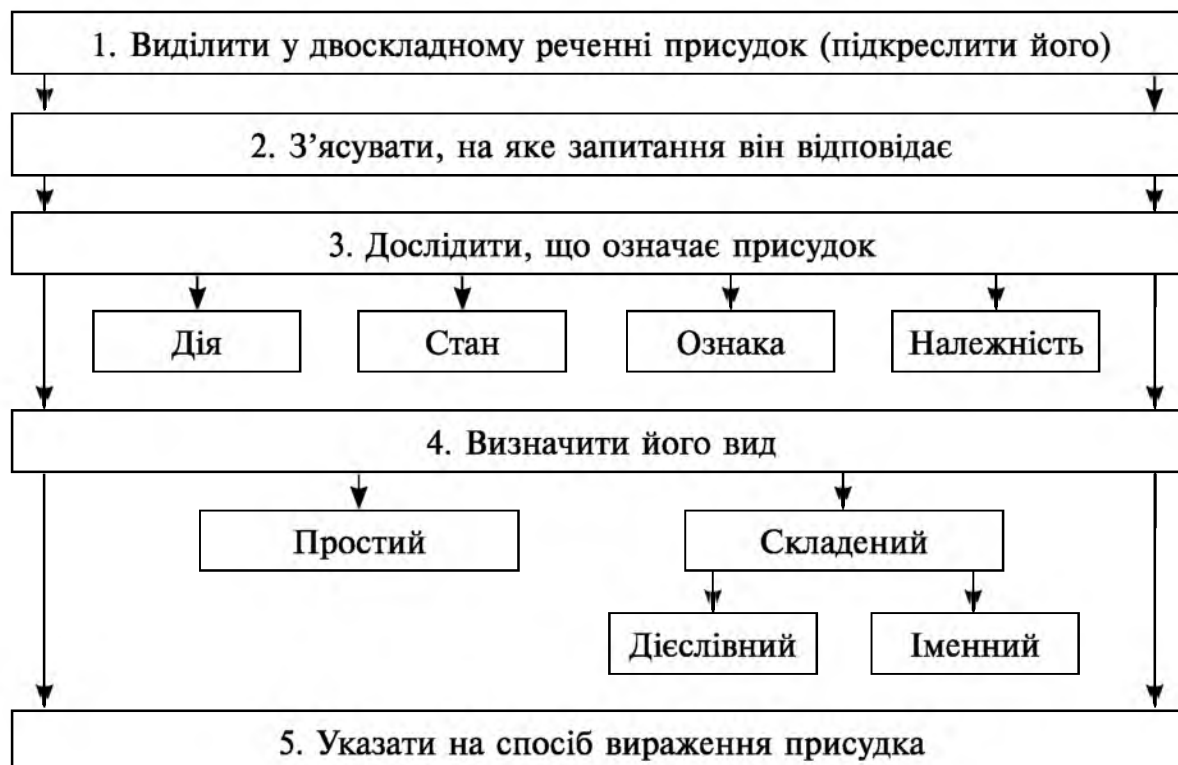 1. Виділити у двоскладному реченні присудок (підкреслити його)
2. З’ясувати, на яке запитання він відповідає
3. Дослідити, що означає присудок
Дія
Стан
Ознака
Належність
4. Визначити його вид
Простий
Складений
Дієслівний
Іменний
5. Указати на спосіб вираження присудка